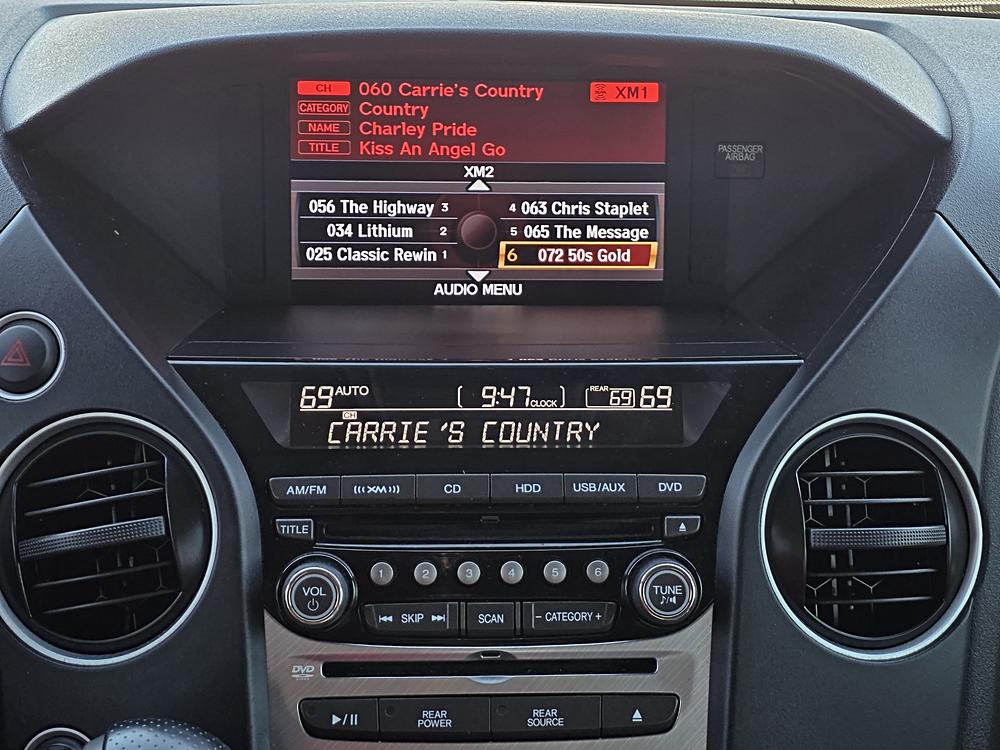 CH 060 Carrie's Country XM1
CATEGORY Country
NAME Charley Pride
TITLE Kiss An Angel Go
XM2
056 The Highway 3 4 063 Chris Staplet
034 Lithium 2 5 065 The Message
025 Classic Rewin 1 6 072 50s Gold
AUDIO MENU
PASSENGER
AIRBAG
69 AUTO 9:47 CLOCK REAR 69 69
CH
CARRIE'S COUNTRY
AM/FM XM CD HDD USB/AUX DVD
TITLE
1 2 3 4 5 6
VOL
TUNE
SKIP SCAN − CATEGORY +
DVD
REAR
POWER
REAR
SOURCE